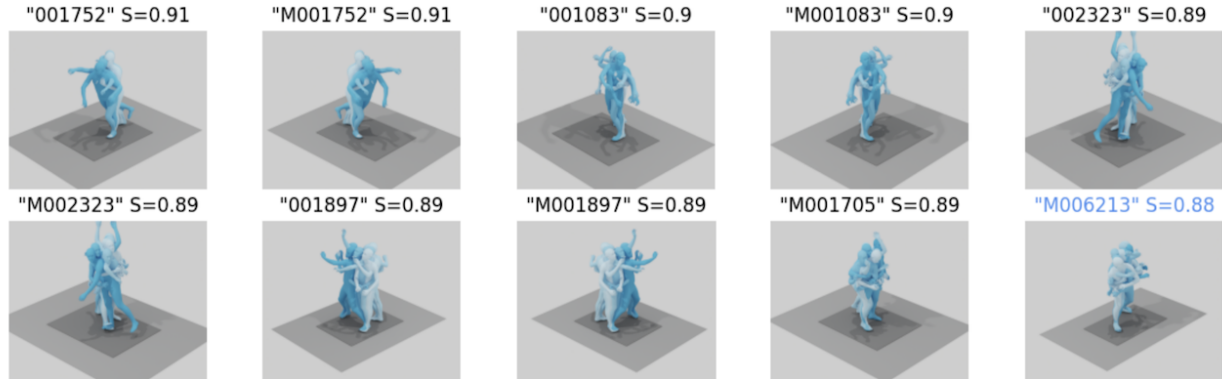 "001752" S=0.91
"M001752" S=0.91
"001083" S=0.9
"M001083" S=0.9
"002323" S=0.89
"M002323" S=0.89
"001897" S=0.89
"M001897" S=0.89
"M001705" S=0.89
"M006213" S=0.88